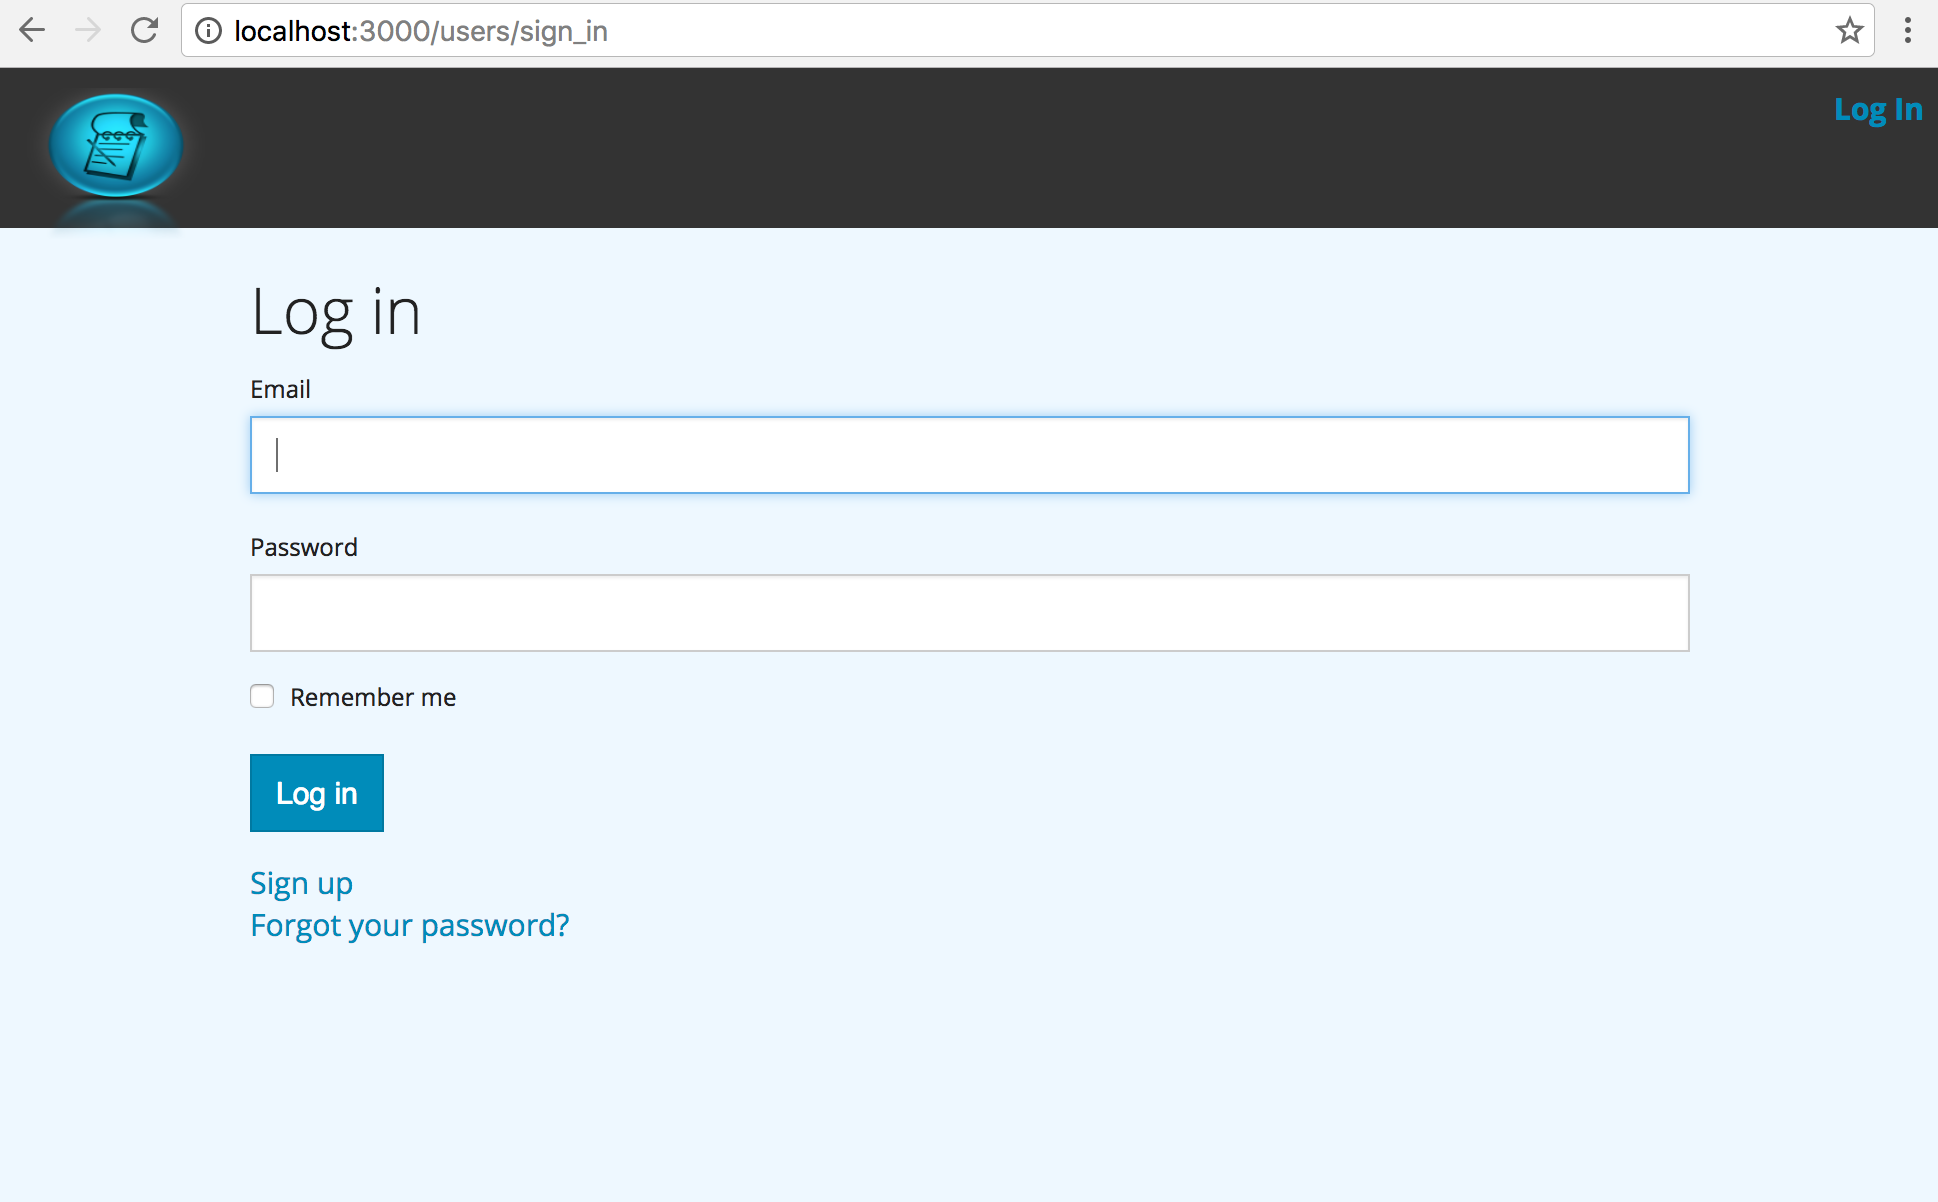 localhost:3000/users/sign_in
Log In
Log in
Email
Password
Remember me
Log in
Sign up
Forgot your password?